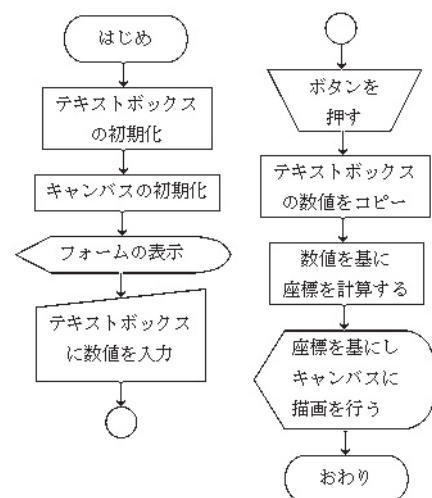 はじめ
テキストボックス
の初期化
キャンバスの初期化
フォームの表示
テキストボックス
に数値を入力
ボタンを
押す
テキストボックス
の数値をコピー
数値を基に
座標を計算する
座標を基にし
キャンバスに
描画を行う
おわり